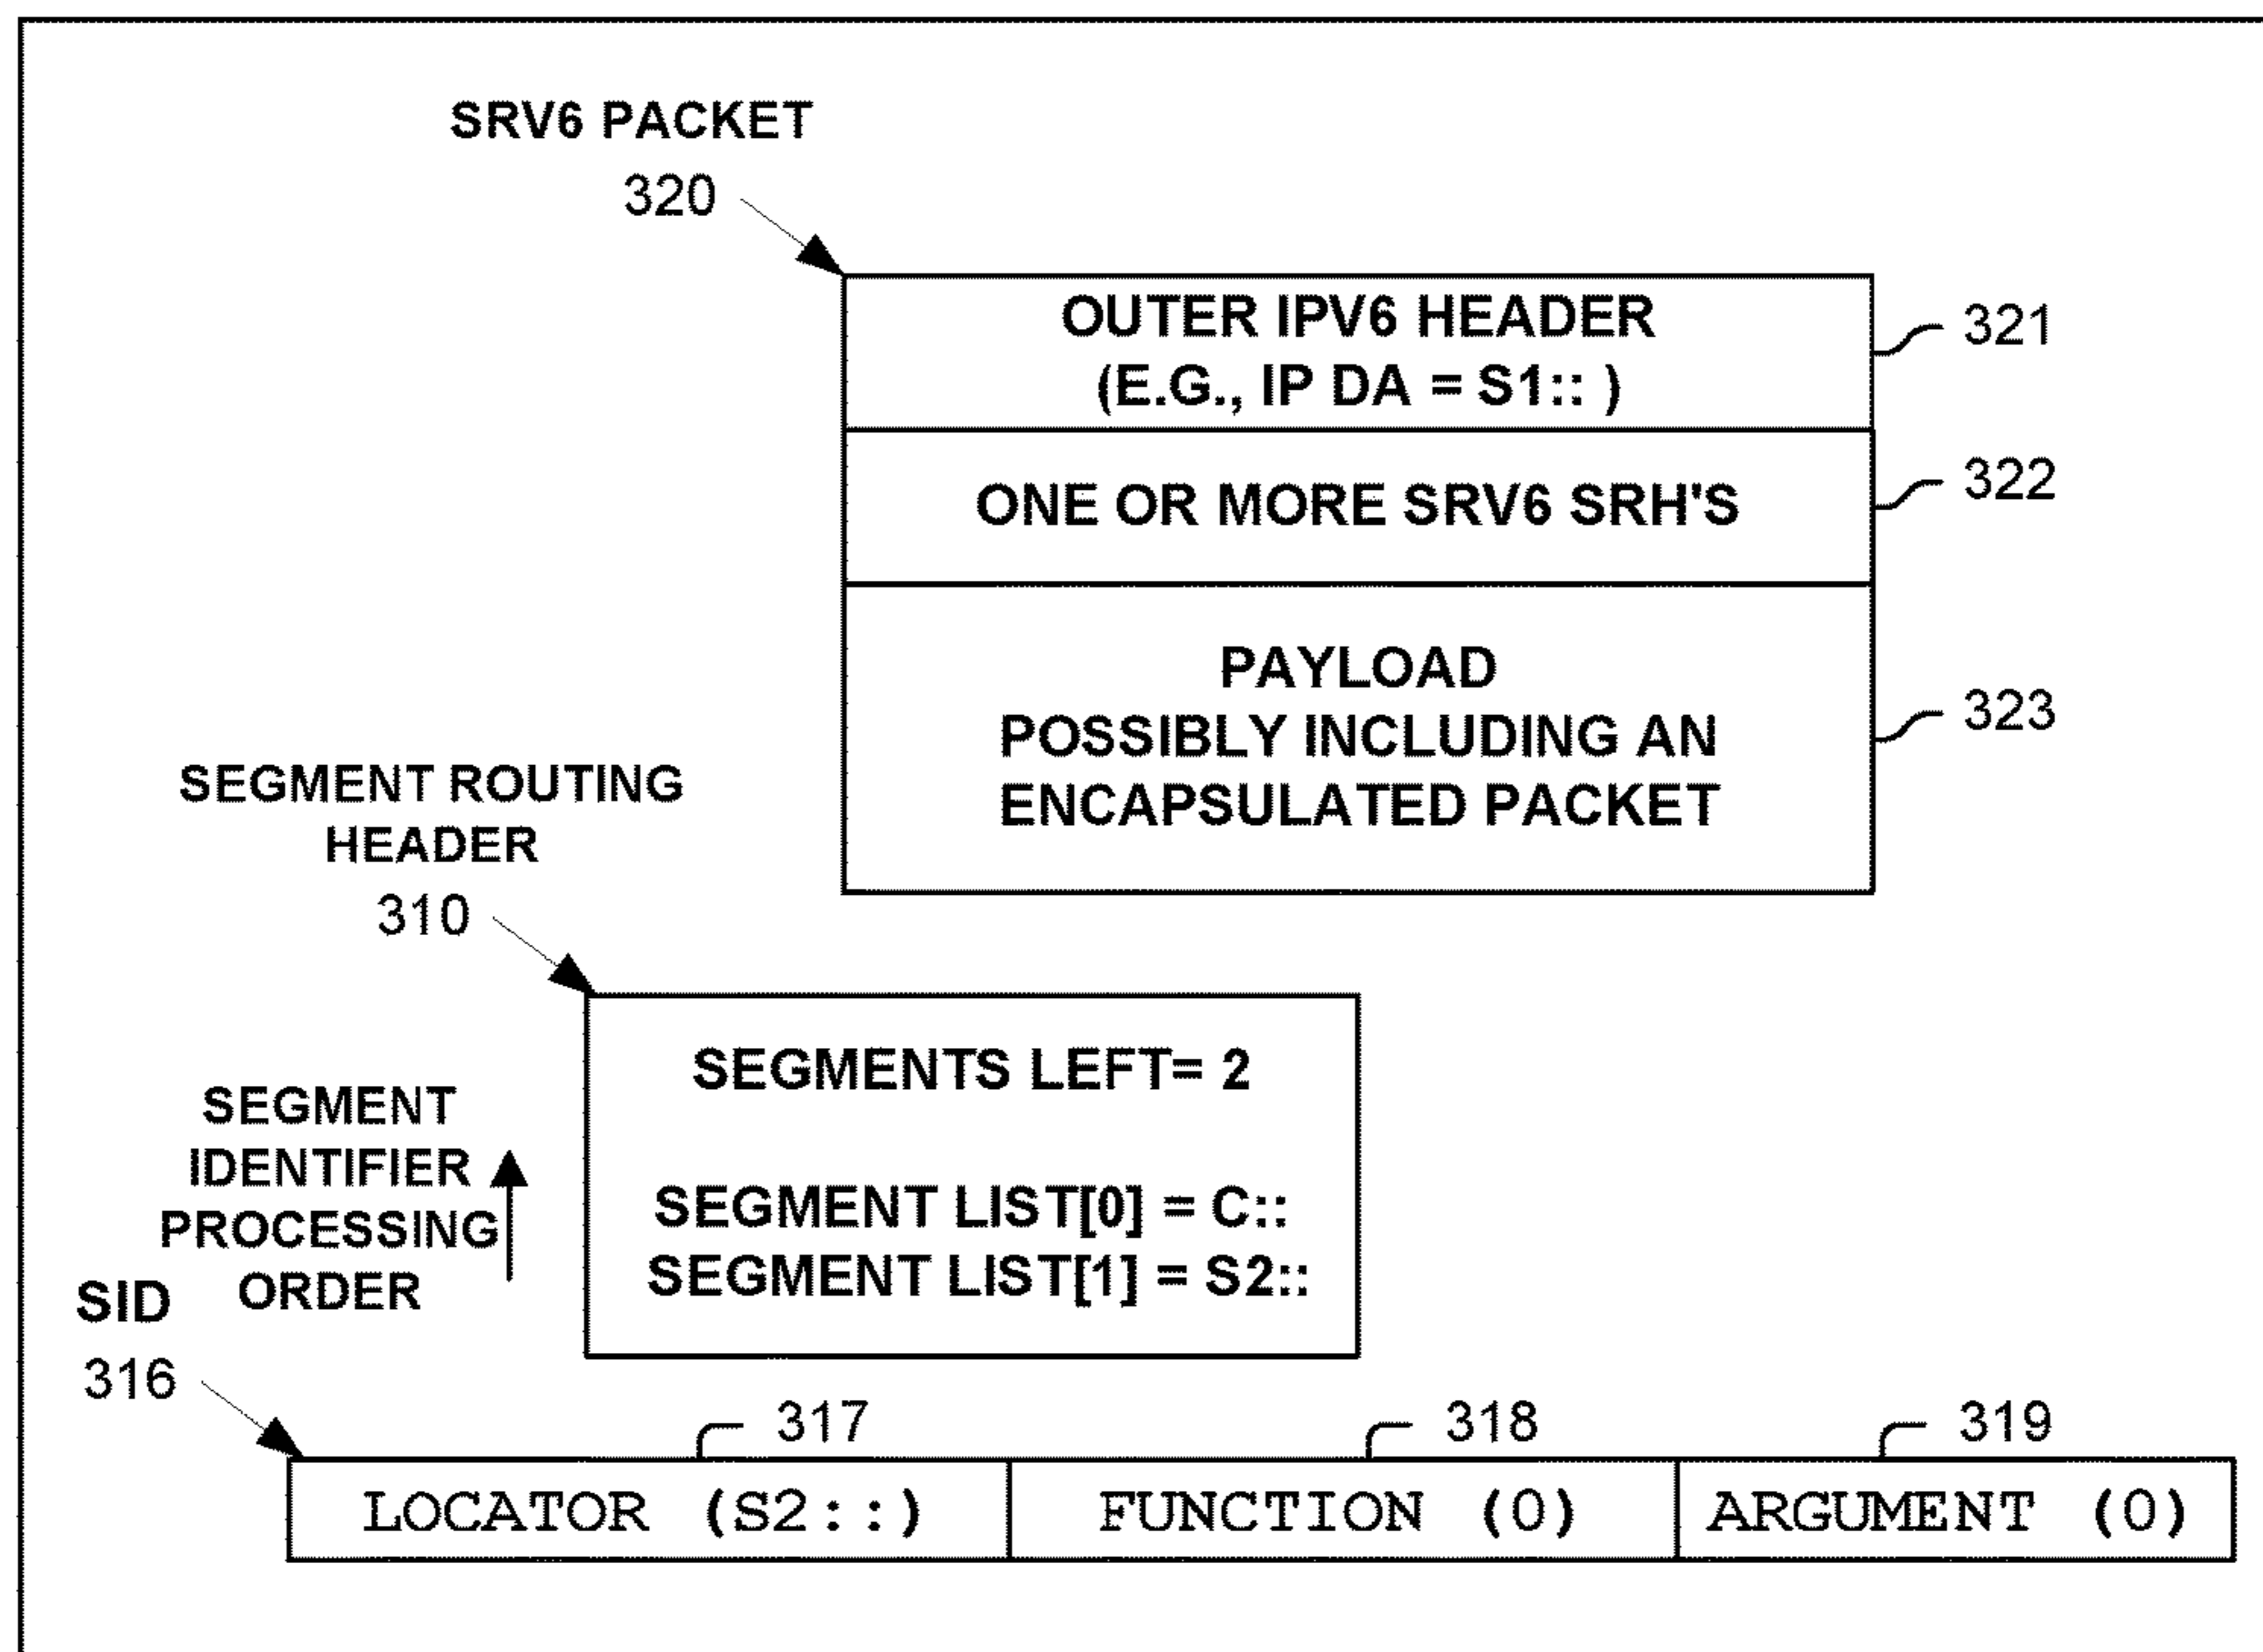 SRV6 PACKET
320
OUTER IPV6 HEADER
(E.G., IP DA = S1:: )
321
ONE OR MORE SRV6 SRH'S
322
PAYLOAD
POSSIBLY INCLUDING AN
ENCAPSULATED PACKET
323
SEGMENT ROUTING
HEADER
310
SEGMENTS LEFT= 2
SEGMENT LIST[0] = C::
SEGMENT LIST[1] = S2::
SEGMENT
IDENTIFIER
PROCESSING
ORDER
SID
316
317
318
319
LOCATOR (S2::)
FUNCTION (0)
ARGUMENT (0)